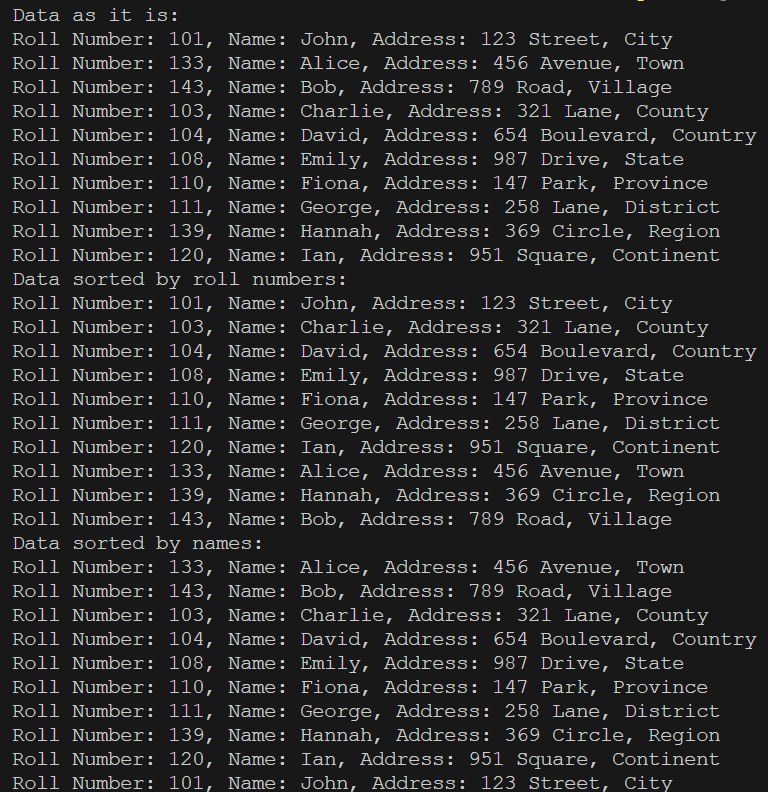 Data as it is:
Roll Number: 101, Name: John, Address: 123 Street, City
Roll Number: 133, Name: Alice, Address: 456 Avenue, Town
Roll Number: 143, Name: Bob, Address: 789 Road, Village
Roll Number: 103, Name: Charlie, Address: 321 Lane, County
Roll Number: 104, Name: David, Address: 654 Boulevard, Country
Roll Number: 108, Name: Emily, Address: 987 Drive, State
Roll Number: 110, Name: Fiona, Address: 147 Park, Province
Roll Number: 111, Name: George, Address: 258 Lane, District
Roll Number: 139, Name: Hannah, Address: 369 Circle, Region
Roll Number: 120, Name: Ian, Address: 951 Square, Continent
Data sorted by roll numbers:
Roll Number: 101, Name: John, Address: 123 Street, City
Roll Number: 103, Name: Charlie, Address: 321 Lane, County
Roll Number: 104, Name: David, Address: 654 Boulevard, Country
Roll Number: 108, Name: Emily, Address: 987 Drive, State
Roll Number: 110, Name: Fiona, Address: 147 Park, Province
Roll Number: 111, Name: George, Address: 258 Lane, District
Roll Number: 120, Name: Ian, Address: 951 Square, Continent
Roll Number: 133, Name: Alice, Address: 456 Avenue, Town
Roll Number: 139, Name: Hannah, Address: 369 Circle, Region
Roll Number: 143, Name: Bob, Address: 789 Road, Village
Data sorted by names:
Roll Number: 133, Name: Alice, Address: 456 Avenue, Town
Roll Number: 143, Name: Bob, Address: 789 Road, Village
Roll Number: 103, Name: Charlie, Address: 321 Lane, County
Roll Number: 104, Name: David, Address: 654 Boulevard, Country
Roll Number: 108, Name: Emily, Address: 987 Drive, State
Roll Number: 110, Name: Fiona, Address: 147 Park, Province
Roll Number: 111, Name: George, Address: 258 Lane, District
Roll Number: 139, Name: Hannah, Address: 369 Circle, Region
Roll Number: 120, Name: Ian, Address: 951 Square, Continent
Roll Number: 101, Name: John, Address: 123 Street, City